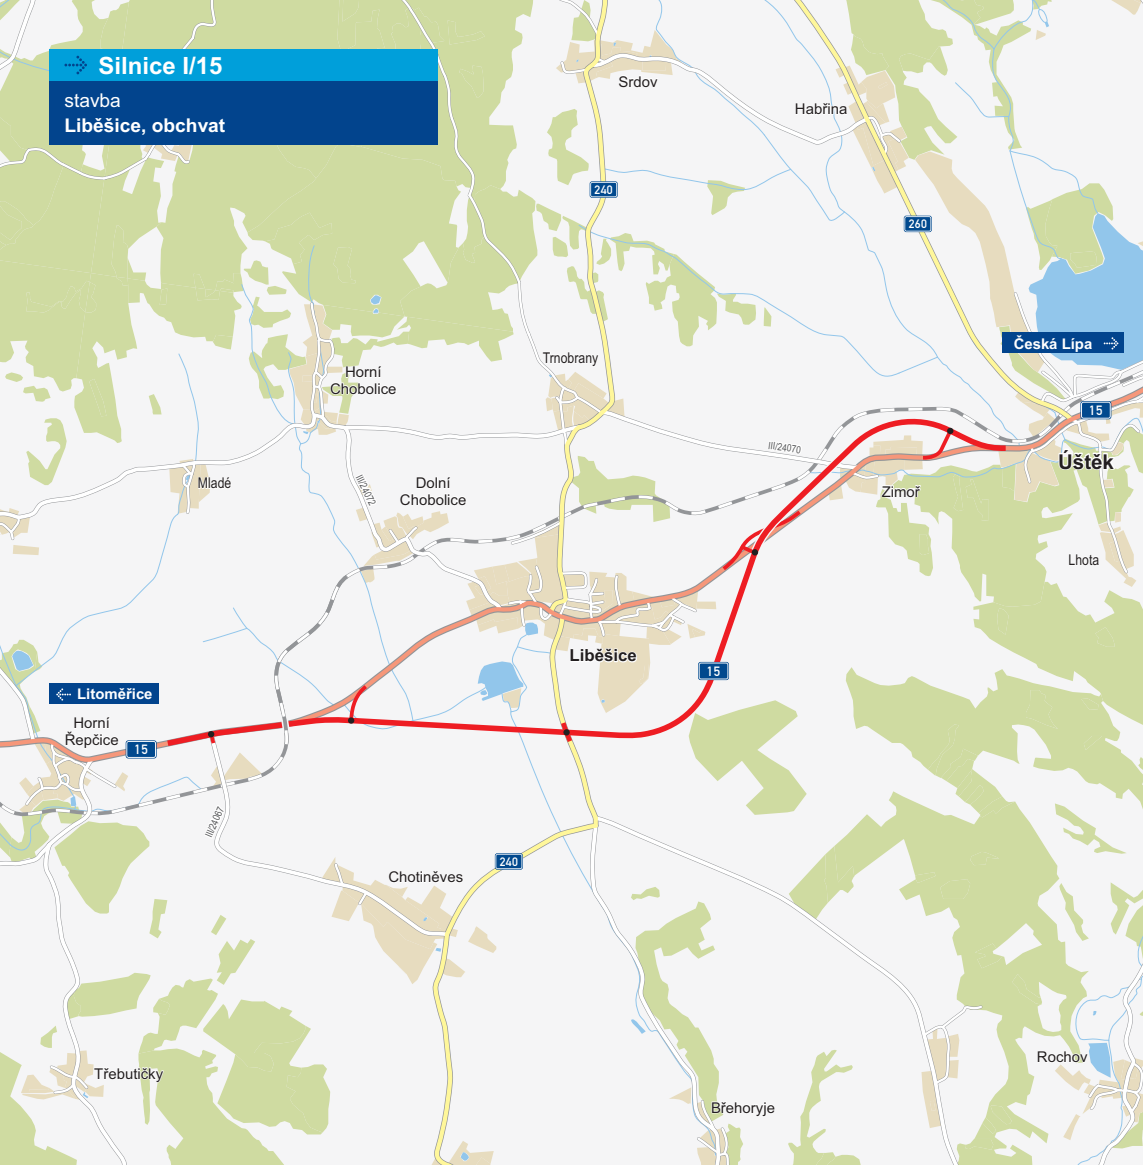 Silnice I/15
stavba
Liběšice, obchvat
Srdov
Habřina
240
260
Česká Lípa
Trnobrany
Horní
Chobolice
15
III/24070
Úštěk
Mladé
III/24072
Dolní
Chobolice
Zimoř
Lhota
Liběšice
15
Litoměřice
Horní
Řepčice
15
III/24067
240
Chotiněves
Třebutičky
Rochov
Břehoryje